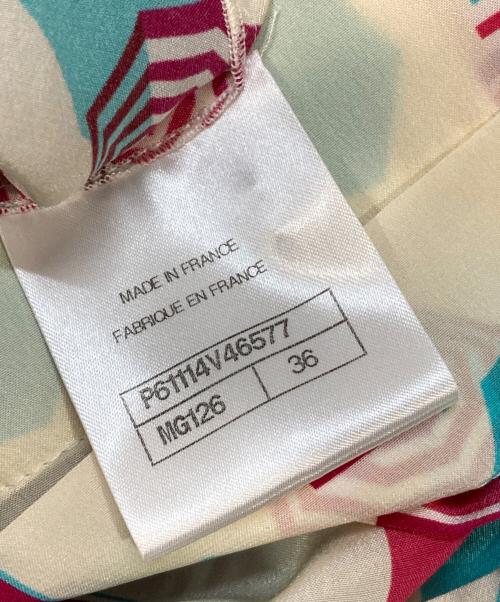 MADE IN FRANCE
FABRIQUE EN FRANCE
P61114V46577
MG126 36